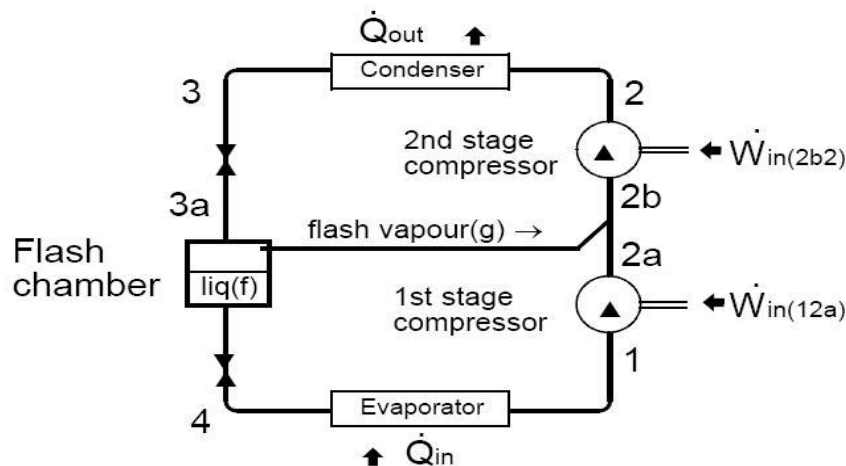 Q̇out
Condenser
3
2
2nd stage
compressor
Ẇin(2b2)
3a
2b
flash vapour(g) →
Flash
chamber
liq(f)
2a
1st stage
compressor
Ẇin(12a)
1
4
Evaporator
Q̇in